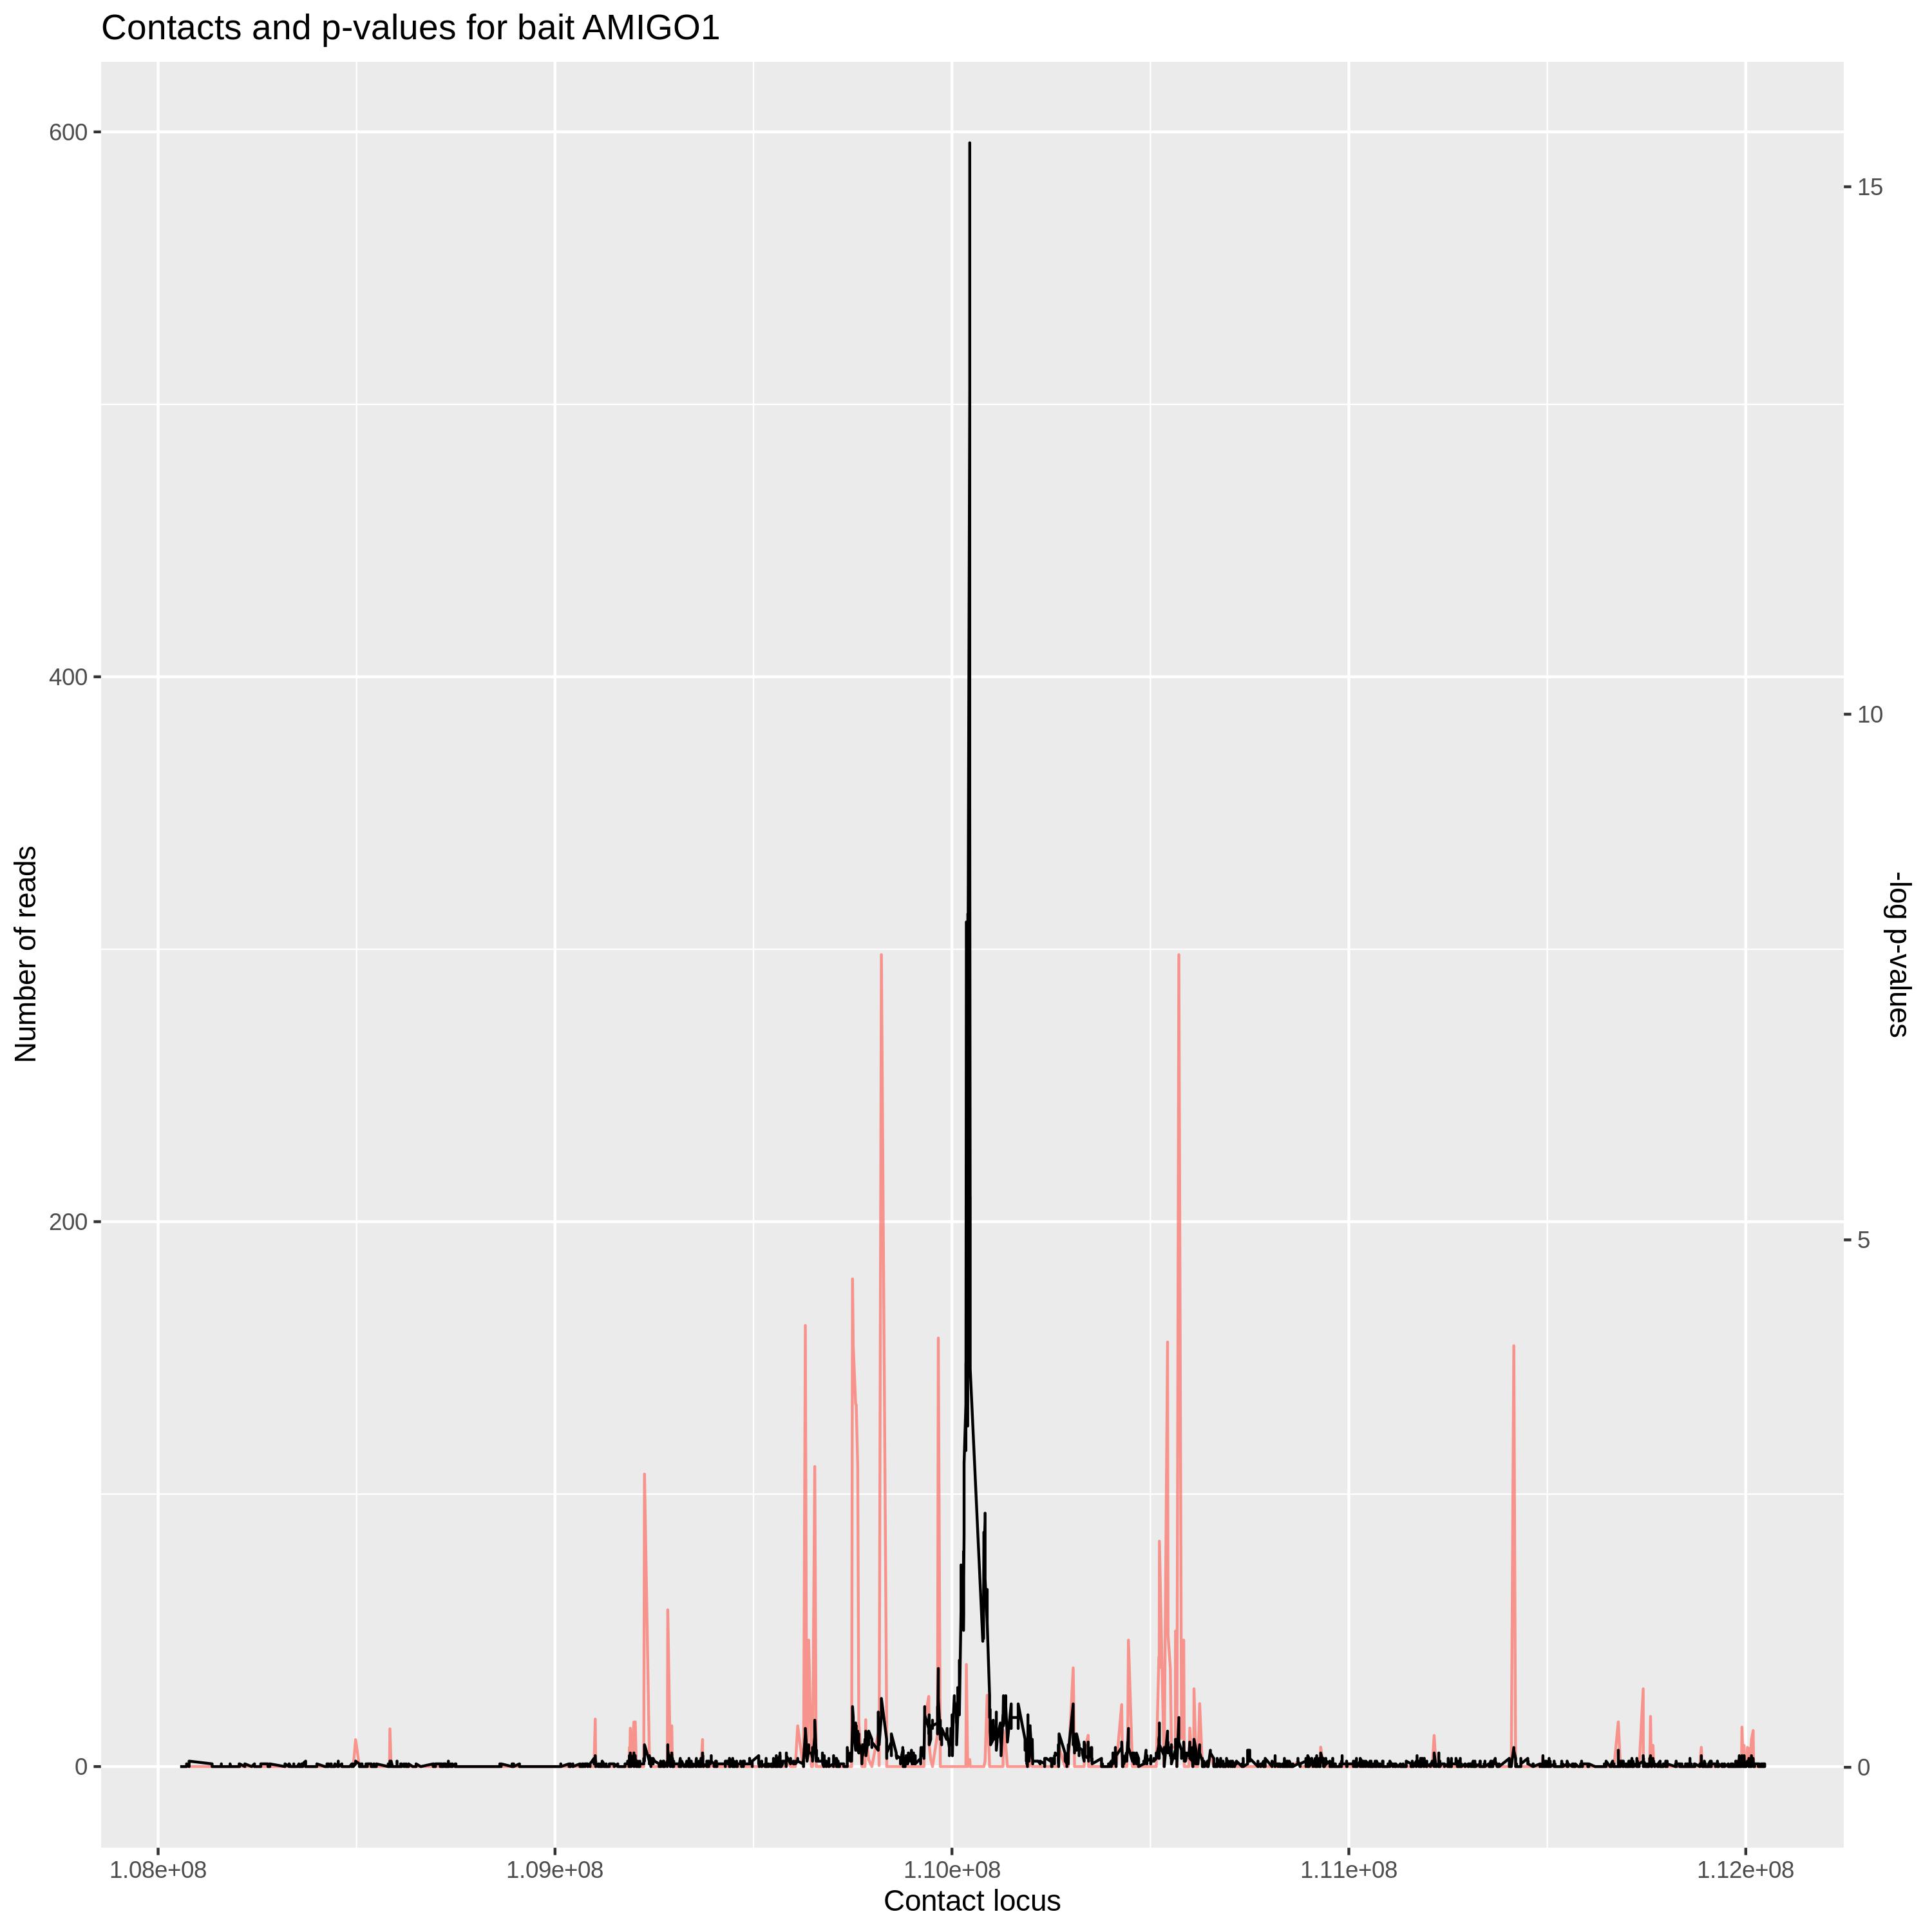 Contacts and p-values for bait AMIGO1
600
400
200
0
Number of reads
15
10
5
0
-log p-values
1.08e+08
1.09e+08
1.10e+08
1.11e+08
1.12e+08
Contact locus